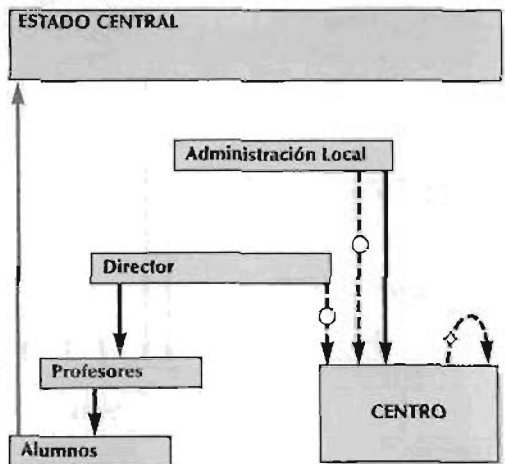 ESTADO CENTRAL
Administración Local
Director
Profesores
CENTRO
Alumnos